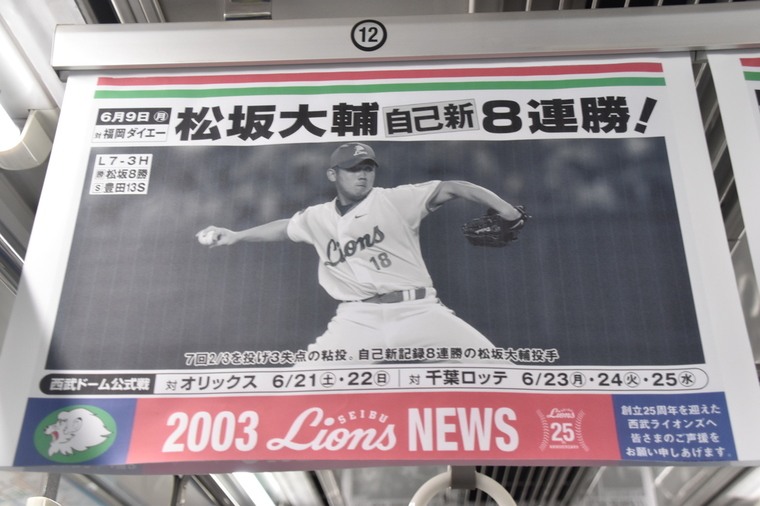 12
6月9日(月)
対 福岡ダイエー
松坂大輔 自己新 8連勝!
L7-3H
勝 松坂8勝
S 豊田13S
Lions
18
7回2/3を投げ3失点の粘投。自己新記録8連勝の松坂大輔投手
西武ドーム公式戦 対 オリックス 6/21(土)・22(日) 対 千葉ロッテ 6/23(月)・24(火)・25(水)
2003 SEIBU Lions NEWS
Lions
25
ANNIVERSARY
創立25周年を迎えた
西武ライオンズへ
皆さまのご声援を
お願い申しあげます。